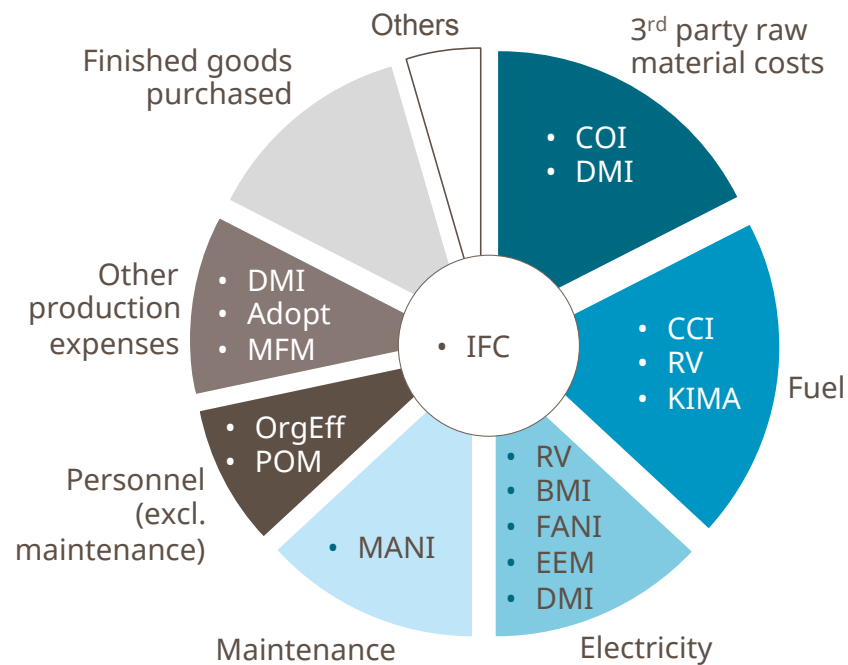 Others
3rd party raw
material costs
• COI
• DMI
• CCI
• RV
• KIMA
Fuel
• RV
• BMI
• FANI
• EEM
• DMI
Electricity
• MANI
Maintenance
• OrgEff
• POM
Personnel
(excl.
maintenance)
• DMI
• Adopt
• MFM
Other
production
expenses
Finished goods
purchased
• IFC